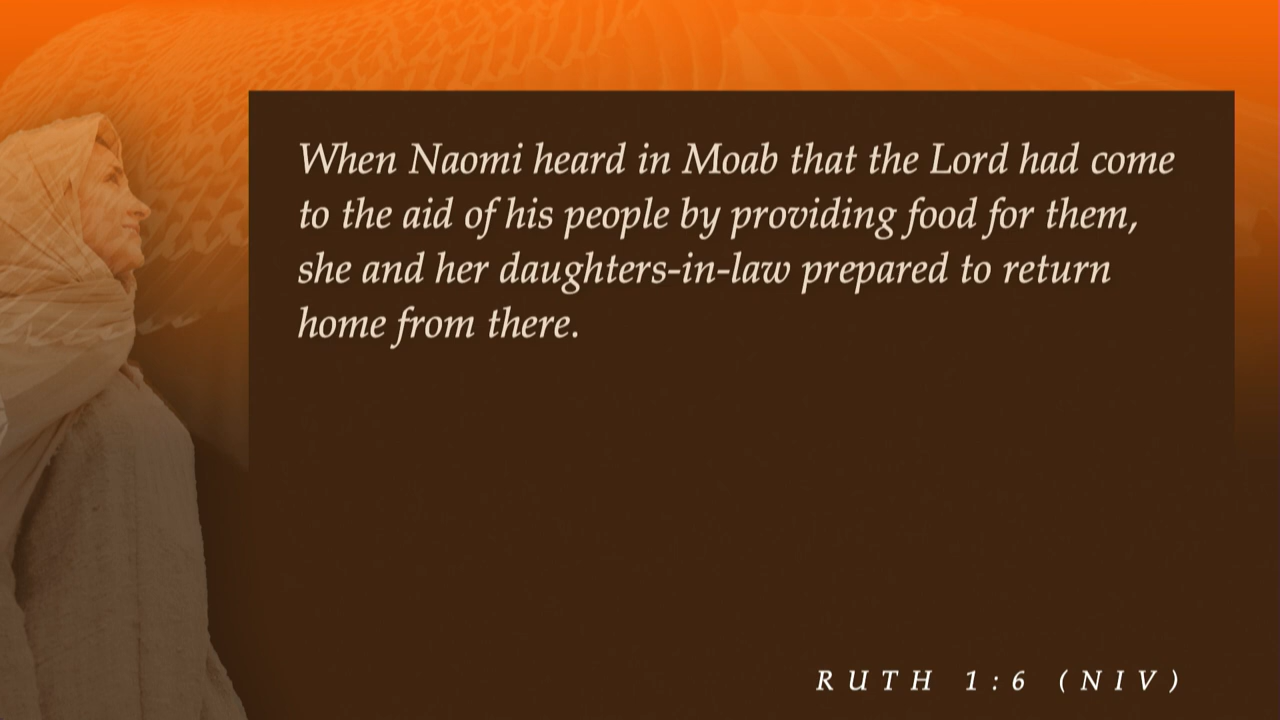 When Naomi heard in Moab that the Lord had come
to the aid of his people by providing food for them,
she and her daughters-in-law prepared to return
home from there.
RUTH 1:6 (NIV)